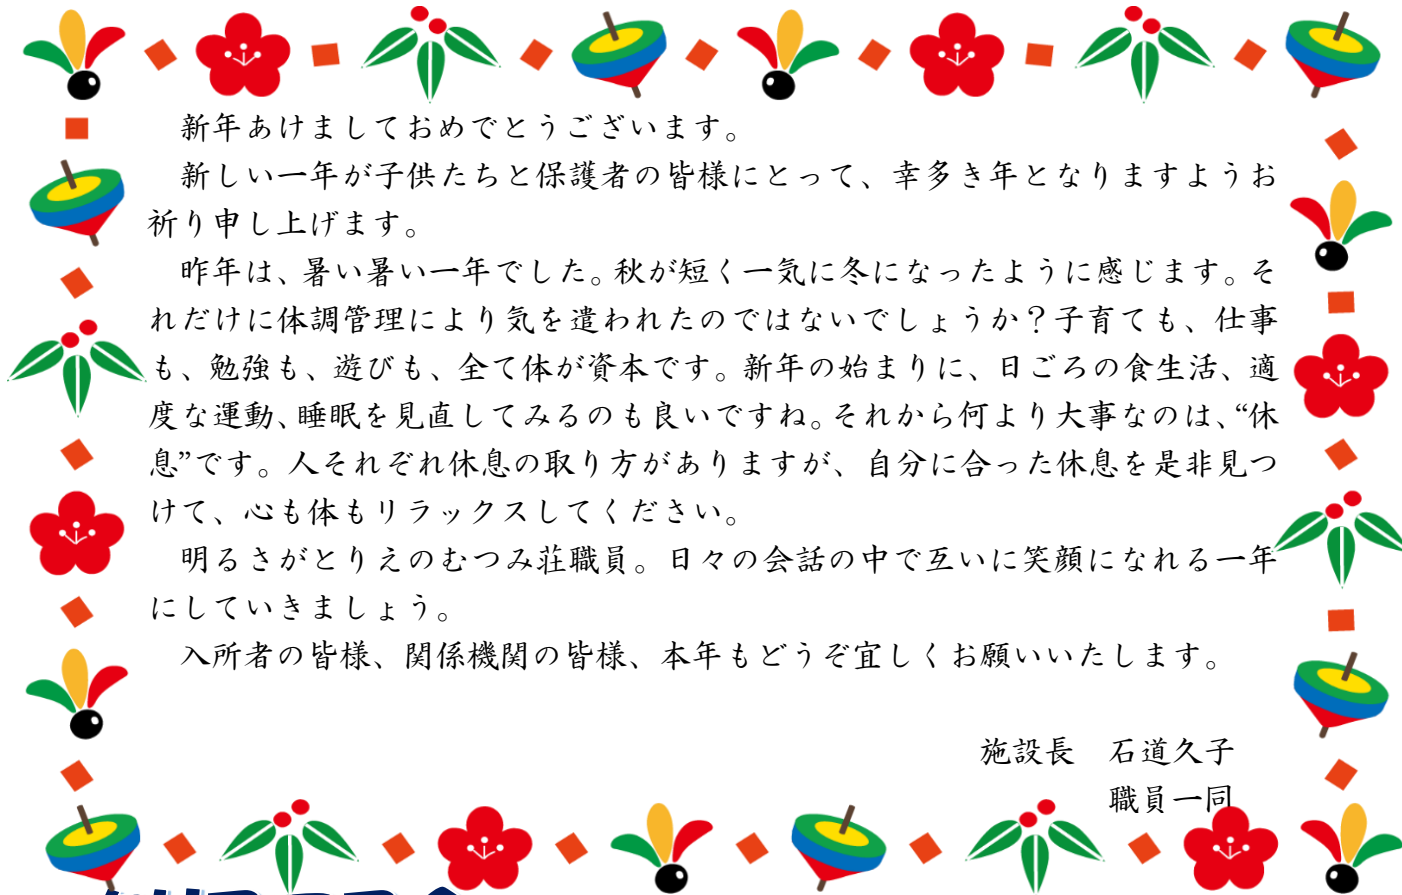 新年あけましておめでとうございます。
新しい一年が子供たちと保護者の皆様にとって、幸多き年となりますようお
祈り申し上げます。
昨年は、暑い暑い一年でした。秋が短く一気に冬になったように感じます。そ
れだけに体調管理により気を遣われたのではないでしょうか？子育ても、仕事
も、勉強も、遊びも、全て体が資本です。新年の始まりに、日ごろの食生活、適
度な運動、睡眠を見直してみるのも良いですね。それから何より大事なのは、“休
息”です。人それぞれ休息の取り方がありますが、自分に合った休息を是非見つ
けて、心も体もリラックスしてください。
明るさがとりえのむつみ荘職員。日々の会話の中で互いに笑顔になれる一年
にしていきましょう。
入所者の皆様、関係機関の皆様、本年もどうぞ宜しくお願いいたします。
施設長　石道久子
職員一同